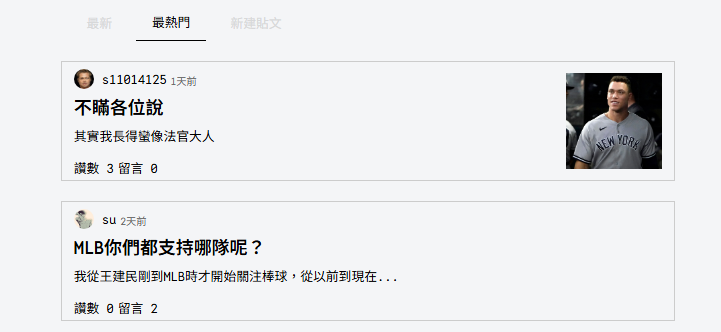 最新 最熱門 新建貼文
s11014125 1天前
不瞞各位說
其實我長得蠻像法官大人
讚數 3 留言 0
NEW YORK
su 2天前
MLB你們都支持哪隊呢？
我從王建民剛到MLB時才開始關注棒球，從以前到現在...
讚數 0 留言 2